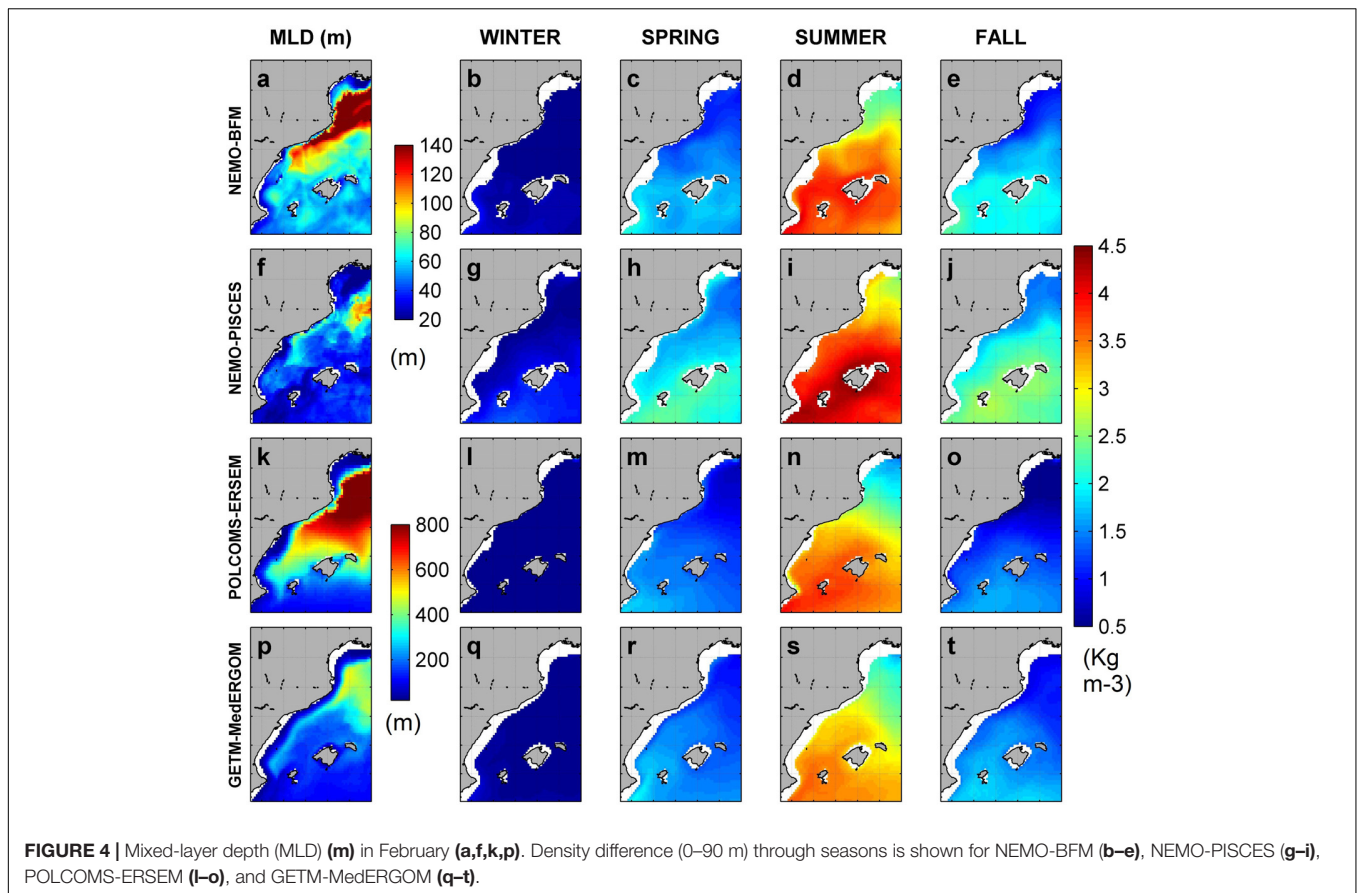 MLD (m) WINTER SPRING SUMMER FALL
NEMO-BFM
a b c d e
140
120
100
80
60
40
20
(m)
NEMO-PISCES
f g h i j
4.5
4
3.5
3
2.5
2
1.5
1
0.5
(Kg
m-3)
POLCOMS-ERSEM
k l m n o
800
600
400
200
(m)
GETM-MedERGOM
p q r s t
FIGURE 4 | Mixed-layer depth (MLD) (m) in February (a,f,k,p). Density difference (0–90 m) through seasons is shown for NEMO-BFM (b–e), NEMO-PISCES (g–i),
POLCOMS-ERSEM (l–o), and GETM-MedERGOM (q–t).